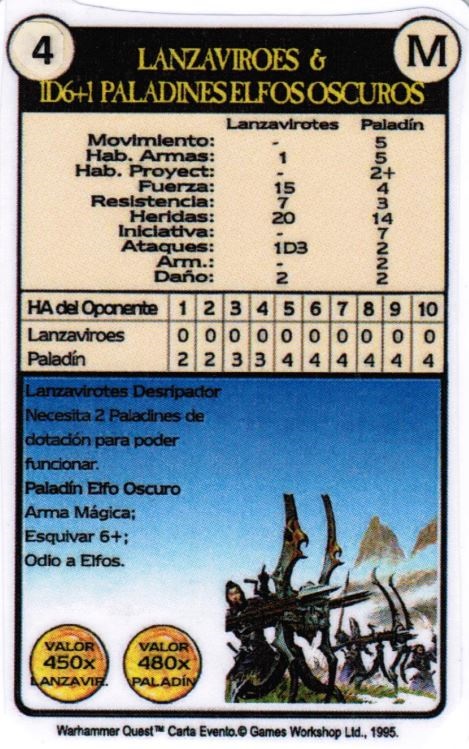 4
M
LANZAVIROES &
1D6+1 PALADINES ELFOS OSCUROS
Lanzavirotes Paladín
Movimiento: - 5
Hab. Armas: 1 5
Hab. Proyect: - 2+
Fuerza: 15 4
Resistencia: 7 3
Heridas: 20 14
Iniciativa: - 7
Ataques: 1D3 2
Arm.: - 2
Daño: 2 2
HA del Oponente 1 2 3 4 5 6 7 8 9 10
Lanzaviroes 0 0 0 0 0 0 0 0 0 0
Paladín 2 2 3 3 4 4 4 4 4 4
Lanzavirotes Desripador
Necesita 2 Paladines de
dotación para poder
funcionar.
Paladín Elfo Oscuro
Arma Mágica;
Esquivar 6+;
Odio a Elfos.
VALOR
450x
LANZAVIR.
VALOR
480x
PALADÍN
Warhammer Quest™ Carta Evento.© Games Workshop Ltd., 1995.